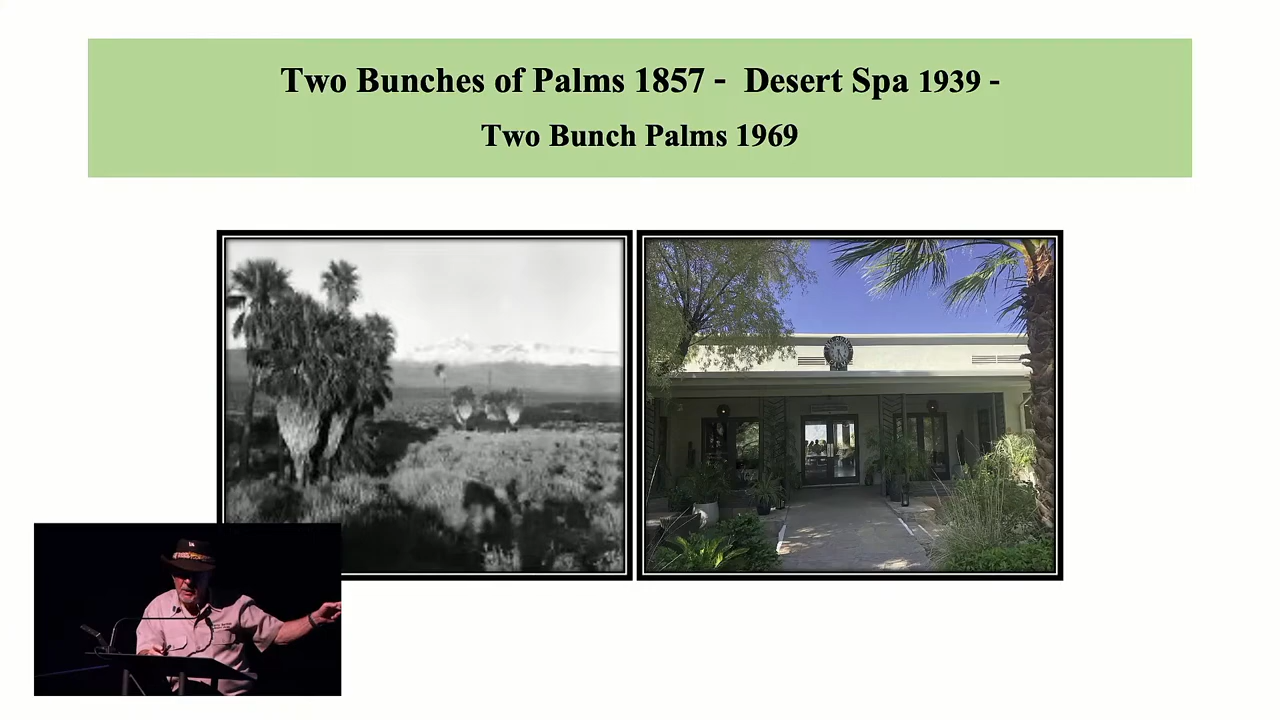 Two Bunches of Palms 1857 - Desert Spa 1939 -
Two Bunch Palms 1969